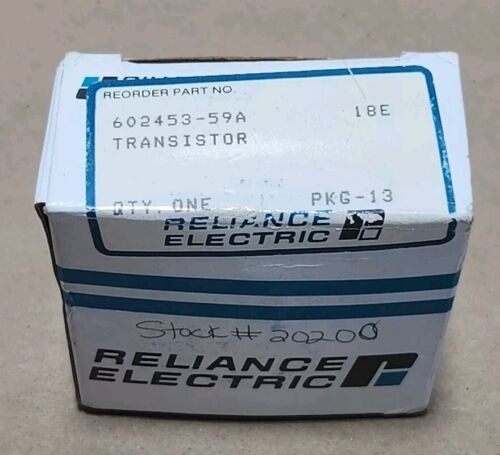 REORDER PART NO.
602453-59A 18E
TRANSISTOR
QTY. ONE PKG-13
RELIANCE
ELECTRIC
Stock# 20200
RELIANCE
ELECTRIC